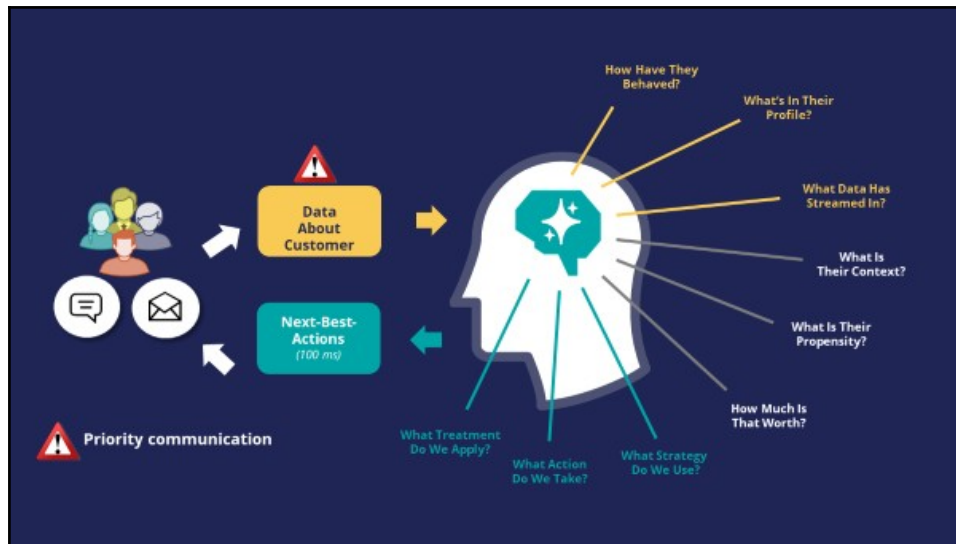 How Have They
Behaved?
What's In Their
Profile?
Data
About
Customer
What Data Has
Streamed In?
What Is
Their Context?
Next-Best-
Actions
(100 ms)
What Is Their
Propensity?
How Much Is
That Worth?
Priority communication
What Treatment
Do We Apply?
What Action
Do We Take?
What Strategy
Do We Use?